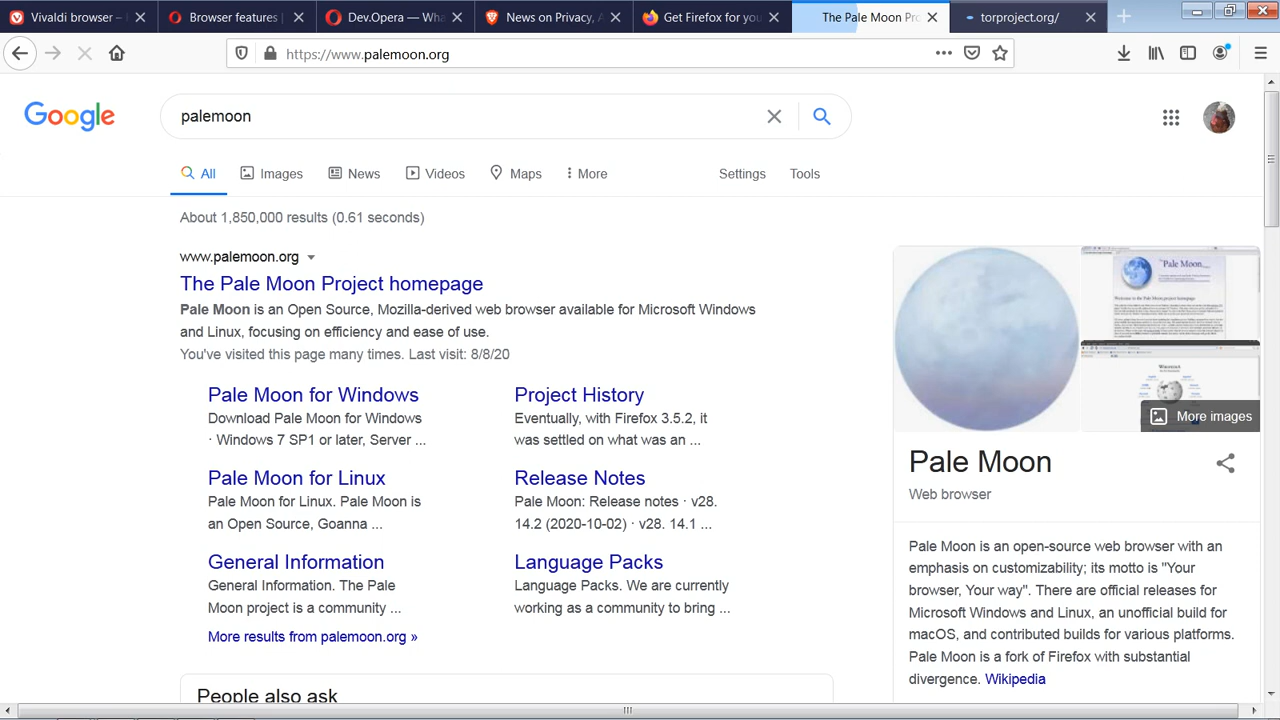 Vivaldi browser –
Browser features |
Dev.Opera — Wha
News on Privacy, A
Get Firefox for you
The Pale Moon Pro
torproject.org/
https://www.palemoon.org
Google
palemoon
All
Images
News
Videos
Maps
More
Settings
Tools
About 1,850,000 results (0.61 seconds)
www.palemoon.org
The Pale Moon Project homepage
Pale Moon is an Open Source, Mozilla-derived web browser available for Microsoft Windows
and Linux, focusing on efficiency and ease of use.
You've visited this page many times. Last visit: 8/8/20
Pale Moon for Windows
Download Pale Moon for Windows
· Windows 7 SP1 or later, Server ...
Project History
Eventually, with Firefox 3.5.2, it
was settled on what was an ...
Pale Moon for Linux
Pale Moon for Linux. Pale Moon is
an Open Source, Goanna ...
Release Notes
Pale Moon: Release notes · v28.
14.2 (2020-10-02) · v28. 14.1 ...
General Information
General Information. The Pale
Moon project is a community ...
Language Packs
Language Packs. We are currently
working as a community to bring ...
More results from palemoon.org »
People also ask
More images
Pale Moon
Web browser
Pale Moon is an open-source web browser with an
emphasis on customizability; its motto is "Your
browser, Your way". There are official releases for
Microsoft Windows and Linux, an unofficial build for
macOS, and contributed builds for various platforms.
Pale Moon is a fork of Firefox with substantial
divergence. Wikipedia